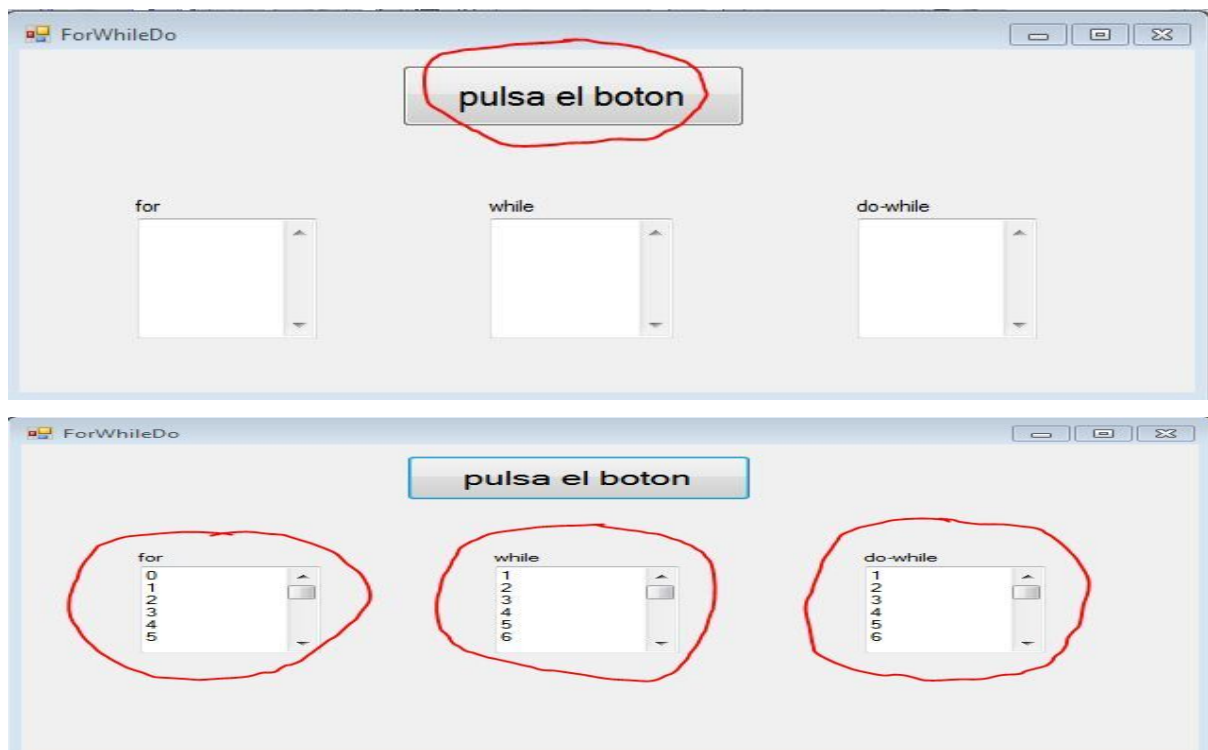 ForWhileDo
pulsa el boton
for while do-while
ForWhileDo
pulsa el boton
for while do-while
0 1 1
1 2 2
2 3 3
3 4 4
4 5 5
5 6 6